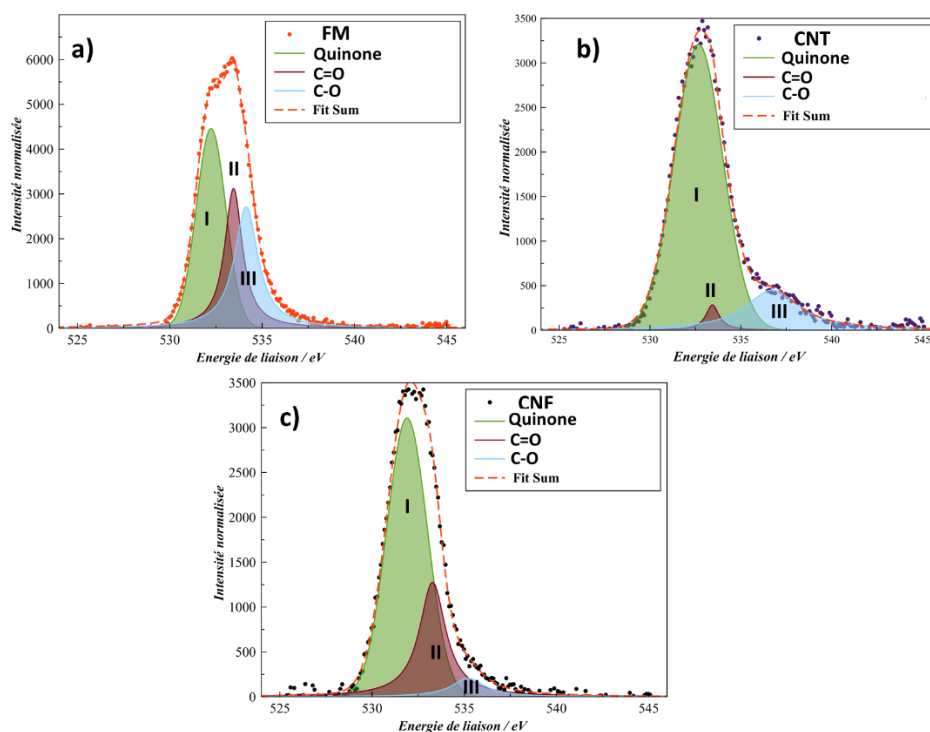 a)
FM
Quinone
C=O
C-O
Fit Sum
Intensité normalisée
6000
5000
4000
3000
2000
1000
0
I
II
III
525
530
535
540
545
Energie de liaison / eV
b)
CNT
Quinone
C=O
C-O
Fit Sum
Intensité normalisée
3500
3000
2500
2000
1500
1000
500
0
I
II
III
525
530
535
540
545
Energie de liaison / eV
c)
CNF
Quinone
C=O
C-O
Fit Sum
Intensité normalisée
3500
3000
2500
2000
1500
1000
500
0
I
II
III
525
530
535
540
545
Energie de liaison / eV